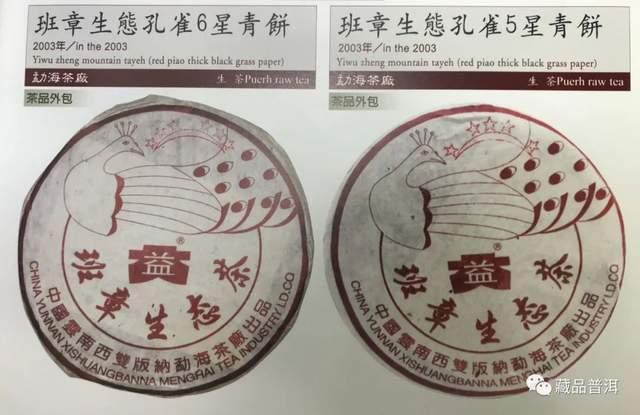 班章生態孔雀6星青餅
2003年/in the 2003
Yiwu zheng mountain tayeh (red piao thick black grass paper)
勐海茶廠
生 茶Puerh raw tea
茶品外包
益
®
班章生态茶
中國雲南西雙版納勐海茶廠出品
CHINA YUNNAN XISHUANGBANNA MENGHAI TEA INDUSTRY LD.CO
班章生態孔雀5星青餅
2003年/in the 2003
Yiwu zheng mountain tayeh (red piao thick black grass paper)
勐海茶廠
生 茶Puerh raw tea
茶品外包
益
®
班章生态茶
中國雲南西雙版納勐海茶廠出品
CHINA YUNNAN XISHUANGBANNA MENGHAI TEA INDUSTRY LD.CO
藏品普洱